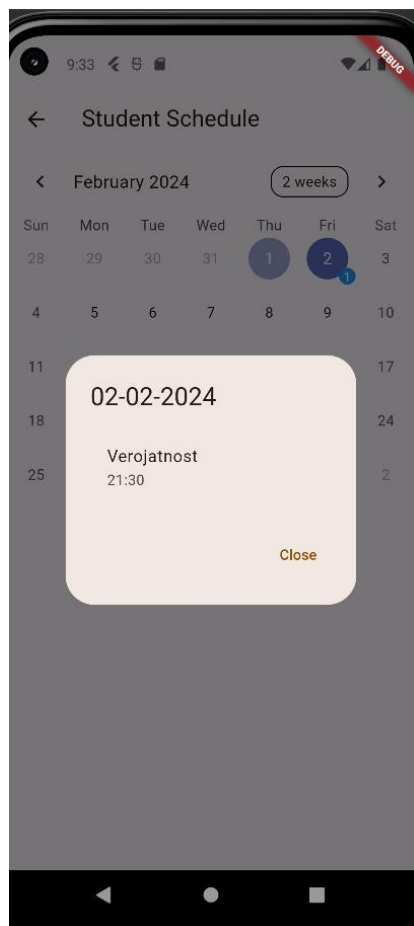 9:33
DEBUG
Student Schedule
February 2024 2 weeks
Sun Mon Tue Wed Thu Fri Sat
28 29 30 31 1 2 3
1
4 5 6 7 8 9 10
11 17
02-02-2024
18 24
Verojatnost
25 2
21:30
Close